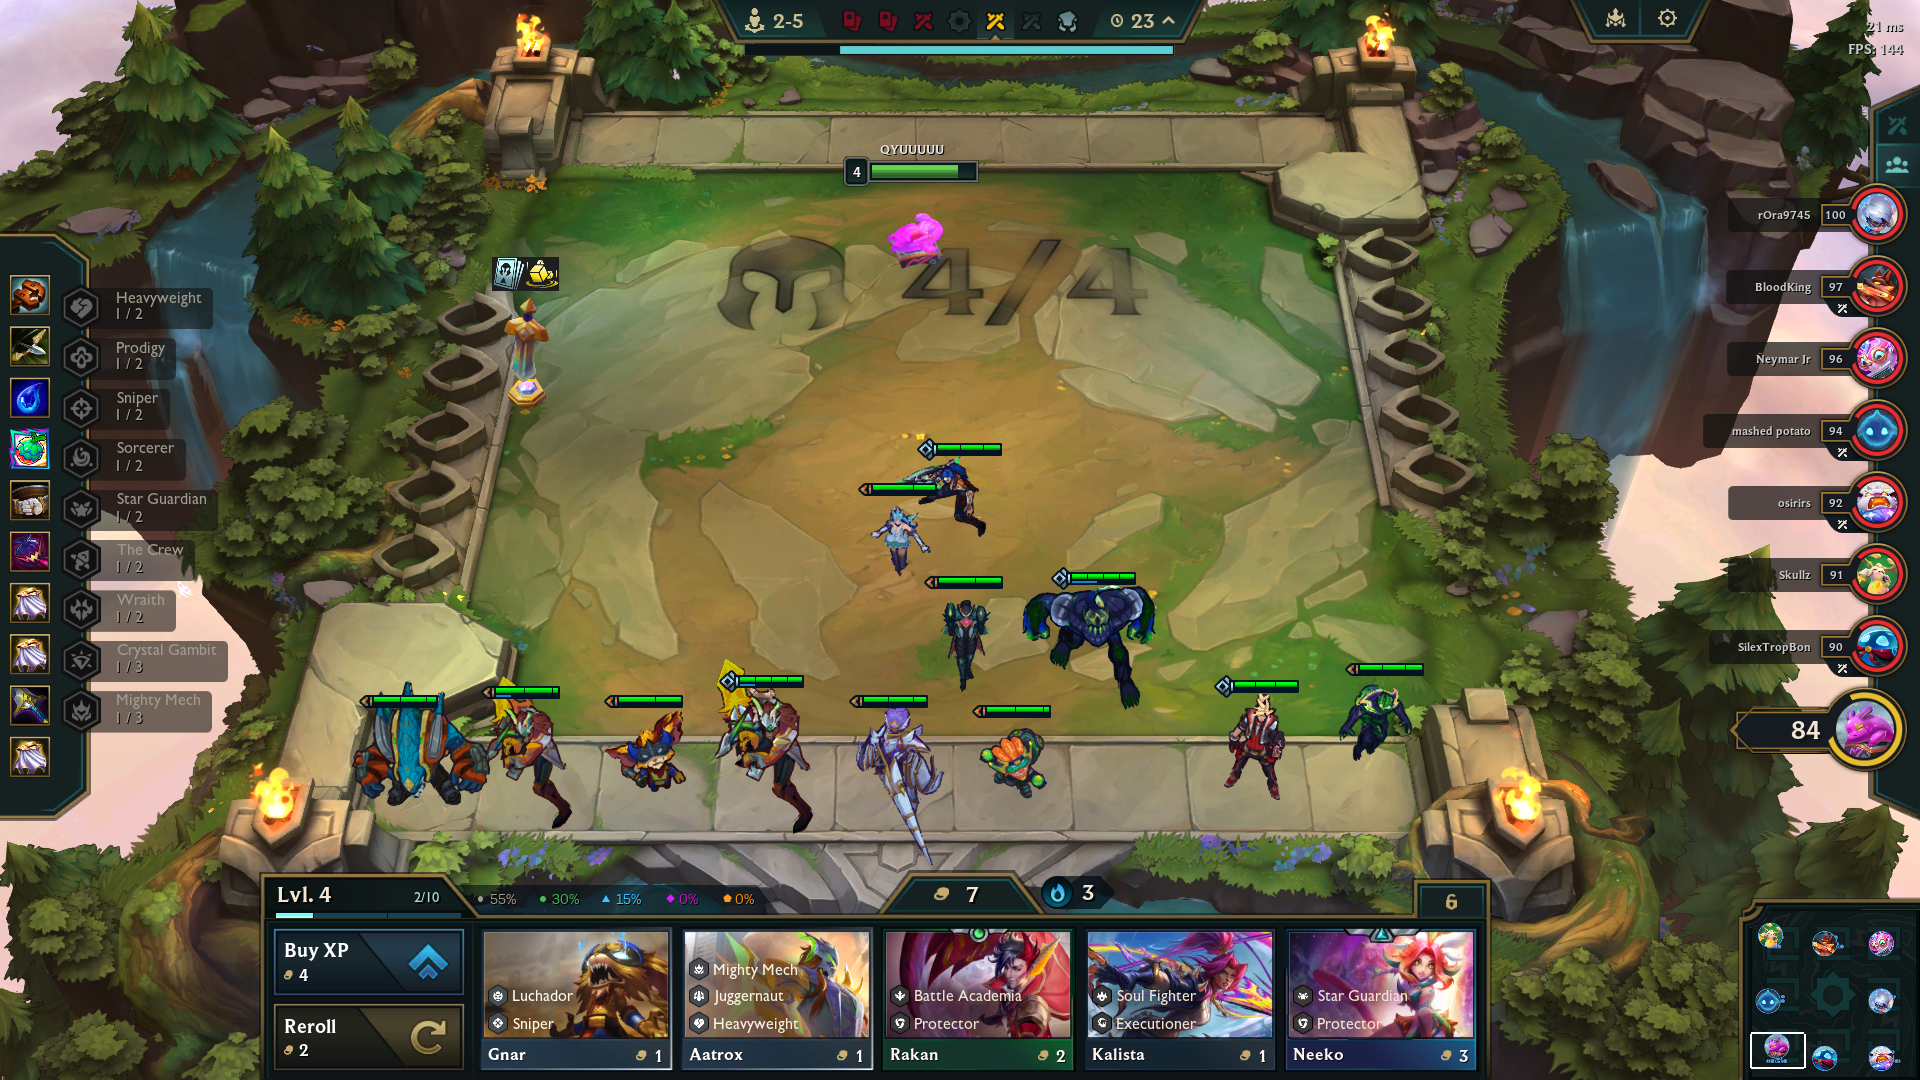 2-5
23
21 ms
FPS: 144
QYUUUUU
4
4/4
Heavyweight
1 / 2
Prodigy
1 / 2
Sniper
1 / 2
Sorcerer
1 / 2
Star Guardian
1 / 2
The Crew
1 / 2
Wraith
1 / 2
Crystal Gambit
1 / 3
Mighty Mech
1 / 3
rOra9745 100
BloodKing 97
Neymar Jr 96
mashed potato 94
osirirs 92
Skullz 91
SilexTropBon 90
84
Lvl. 4 2/10
55% 30% 15% 0% 0%
7
3
6
Buy XP
4
Reroll
2
Luchador
Sniper
Gnar 1
Mighty Mech
Juggernaut
Heavyweight
Aatrox 1
Battle Academia
Protector
Rakan 2
Soul Fighter
Executioner
Kalista 1
Star Guardian
Protector
Neeko 3